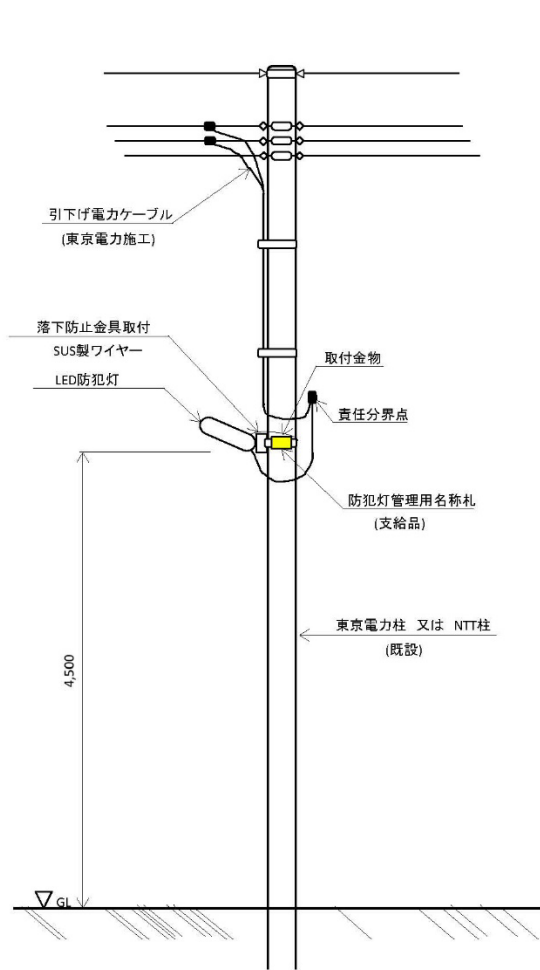 引下げ電力ケーブル
(東京電力施工)
落下防止金具取付
SUS製ワイヤー
LED防犯灯
取付金物
責任分界点
防犯灯管理用名称札
(支給品)
東京電力柱 又は NTT柱
(既設)
4,500
GL